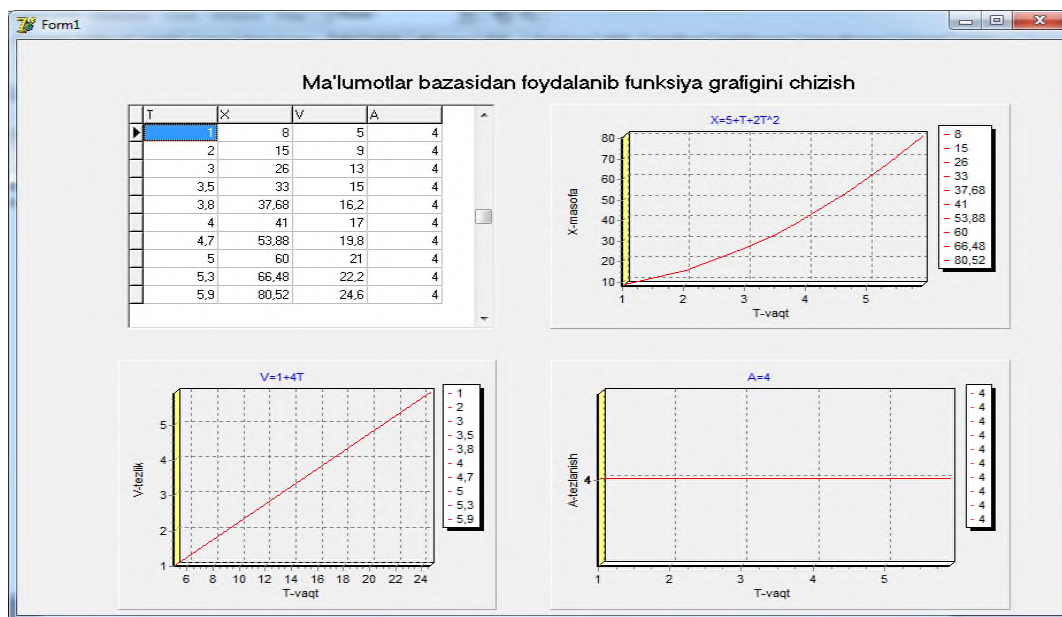 Form1
Ma'lumotlar bazasidan foydalanib funksiya grafigini chizish
T X V A
1 8 5 4
2 15 9 4
3 26 13 4
3,5 33 15 4
3,8 37,68 16,2 4
4 41 17 4
4,7 53,88 19,8 4
5 60 21 4
5,3 66,48 22,2 4
5,9 80,52 24,6 4
X=5+T+2T^2
X-masofa
80
70
60
50
40
30
20
10
1 2 3 4 5
T-vaqt
8
15
26
33
37,68
41
53,88
60
66,48
80,52
V=1+4T
V-tezlik
5
4
3
2
1
6 8 10 12 14 16 18 20 22 24
T-vaqt
1
2
3
3,5
3,8
4
4,7
5
5,3
5,9
A=4
A-tezlanish
4
1 2 3 4 5
T-vaqt
4
4
4
4
4
4
4
4
4
4